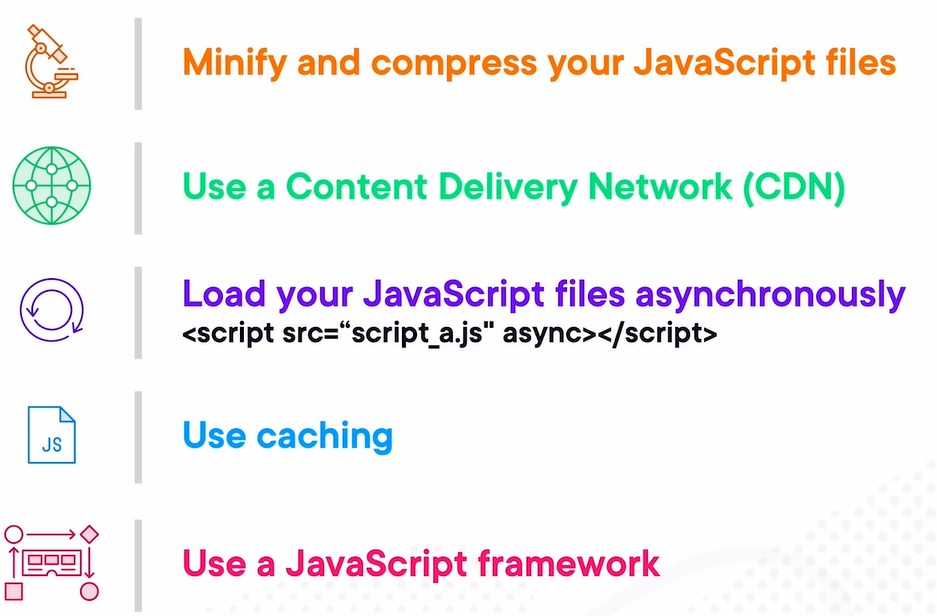 Minify and compress your JavaScript files
Use a Content Delivery Network (CDN)
Load your JavaScript files asynchronously
<script src=“script_a.js" async></script>
JS
Use caching
Use a JavaScript framework